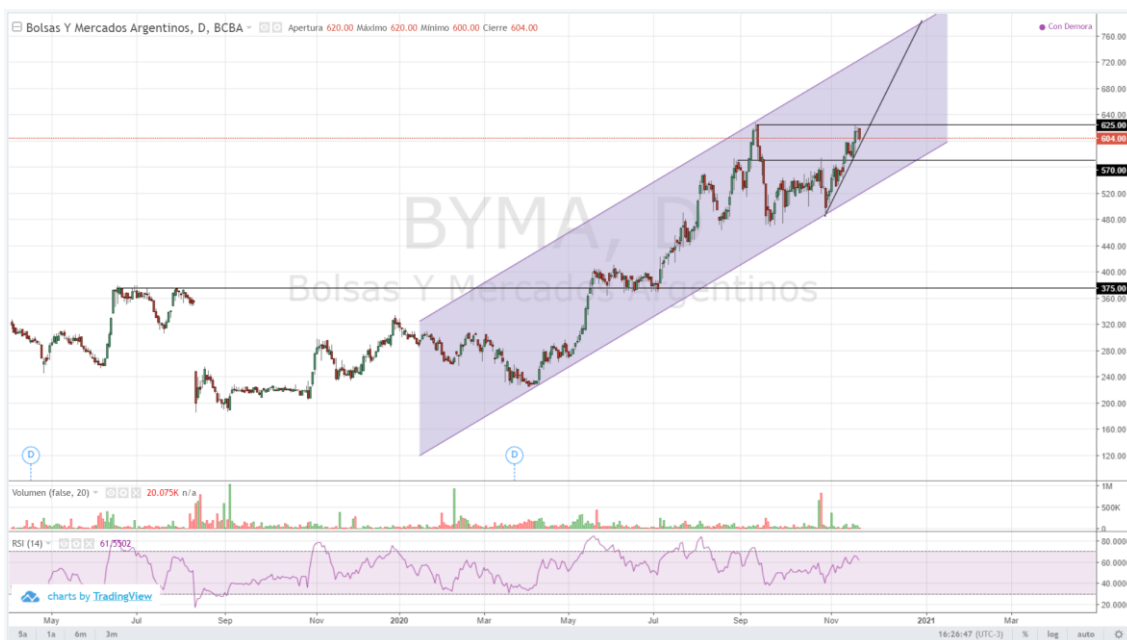 Bolsas Y Mercados Argentinos, D, BCBA Apertura 620.00 Máximo 620.00 Mínimo 600.00 Cierre 604.00
Con Demora
760.00
720.00
680.00
640.00
625.00
604.00
570.00
520.00
480.00
440.00
400.00
375.00
360.00
320.00
280.00
240.00
200.00
160.00
120.00
BYMA, D
Bolsas Y Mercados Argentinos
D
D
Volumen (false, 20) 20.075K n/a
1M
500K
0
RSI (14) 61.5502
80.0000
60.0000
40.0000
20.0000
charts by TradingView
May Jul Sep Nov 2020 Mar May Jul Sep Nov 2021 Mar
5a 1a 6m 3m 16:26:47 (UTC-3) % log auto